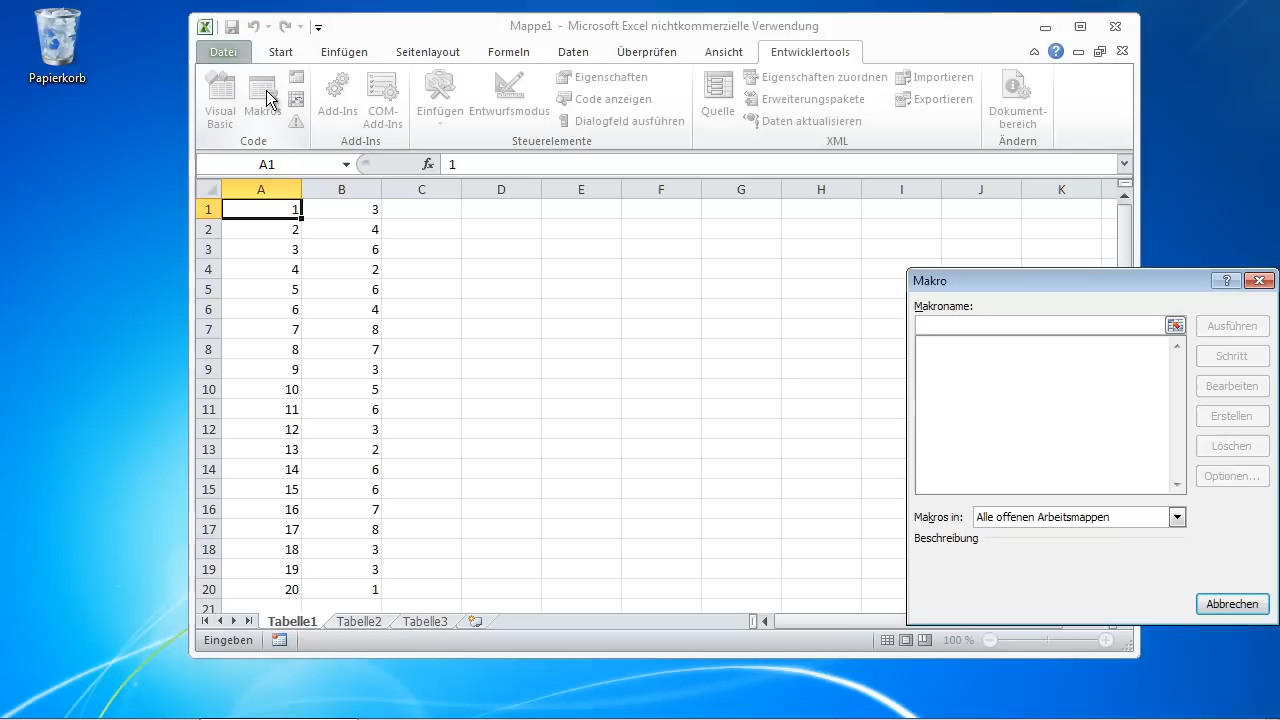 Papierkorb
Mappe1 - Microsoft Excel nichtkommerzielle Verwendung
Datei Start Einfügen Seitenlayout Formeln Daten Überprüfen Ansicht Entwicklertools
Visual Basic
Makros
Code
Add-Ins
COM-Add-Ins
Add-Ins
Einfügen
Entwurfsmodus
Eigenschaften
Code anzeigen
Dialogfeld ausführen
Steuerelemente
Quelle
Eigenschaften zuordnen
Erweiterungspakete
Daten aktualisieren
Importieren
Exportieren
XML
Dokument-
bereich
Ändern
A1 fx 1
A B C D E F G H I J K
1 1 3
2 2 4
3 3 6
4 4 2
5 5 6
6 6 4
7 7 8
8 8 7
9 9 3
10 10 5
11 11 6
12 12 3
13 13 2
14 14 6
15 15 6
16 16 7
17 17 8
18 18 3
19 19 3
20 20 1
21
Tabelle1 Tabelle2 Tabelle3
Eingeben
100 %
Makro
Makroname:
Ausführen
Schritt
Bearbeiten
Erstellen
Löschen
Optionen...
Makros in: Alle offenen Arbeitsmappen
Beschreibung
Abbrechen